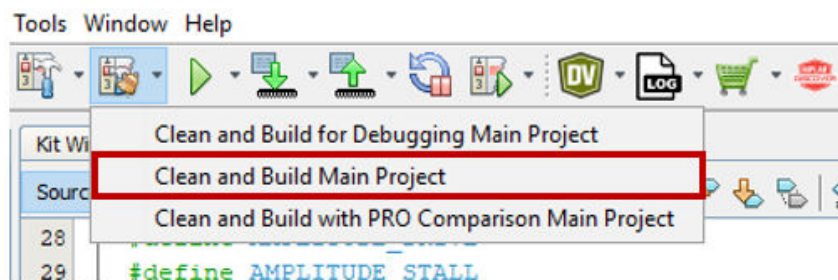 Tools Window Help
DV
LOG
Clean and Build for Debugging Main Project
Kit Wi
Clean and Build Main Project
Sourc
Clean and Build with PRO Comparison Main Project
28
29 #define AMPLITUDE_STALL